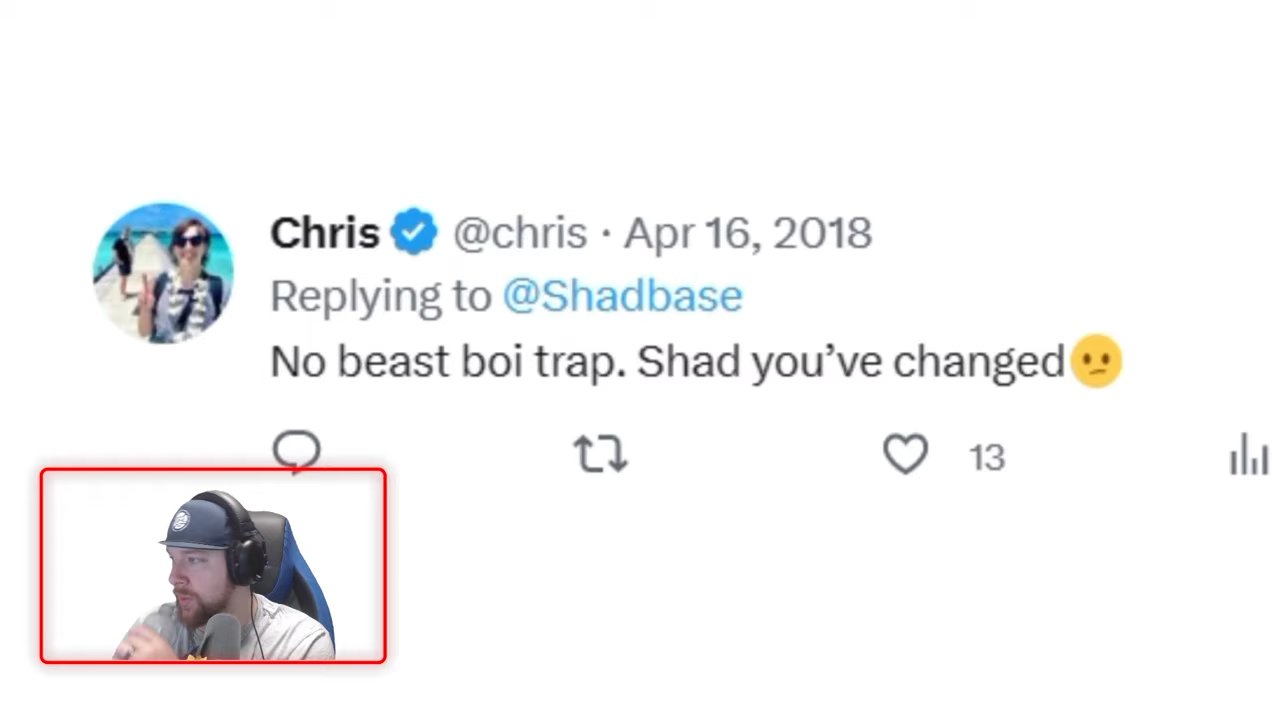 Chris @chris · Apr 16, 2018
Replying to @Shadbase
No beast boi trap. Shad you’ve changed🫤
13